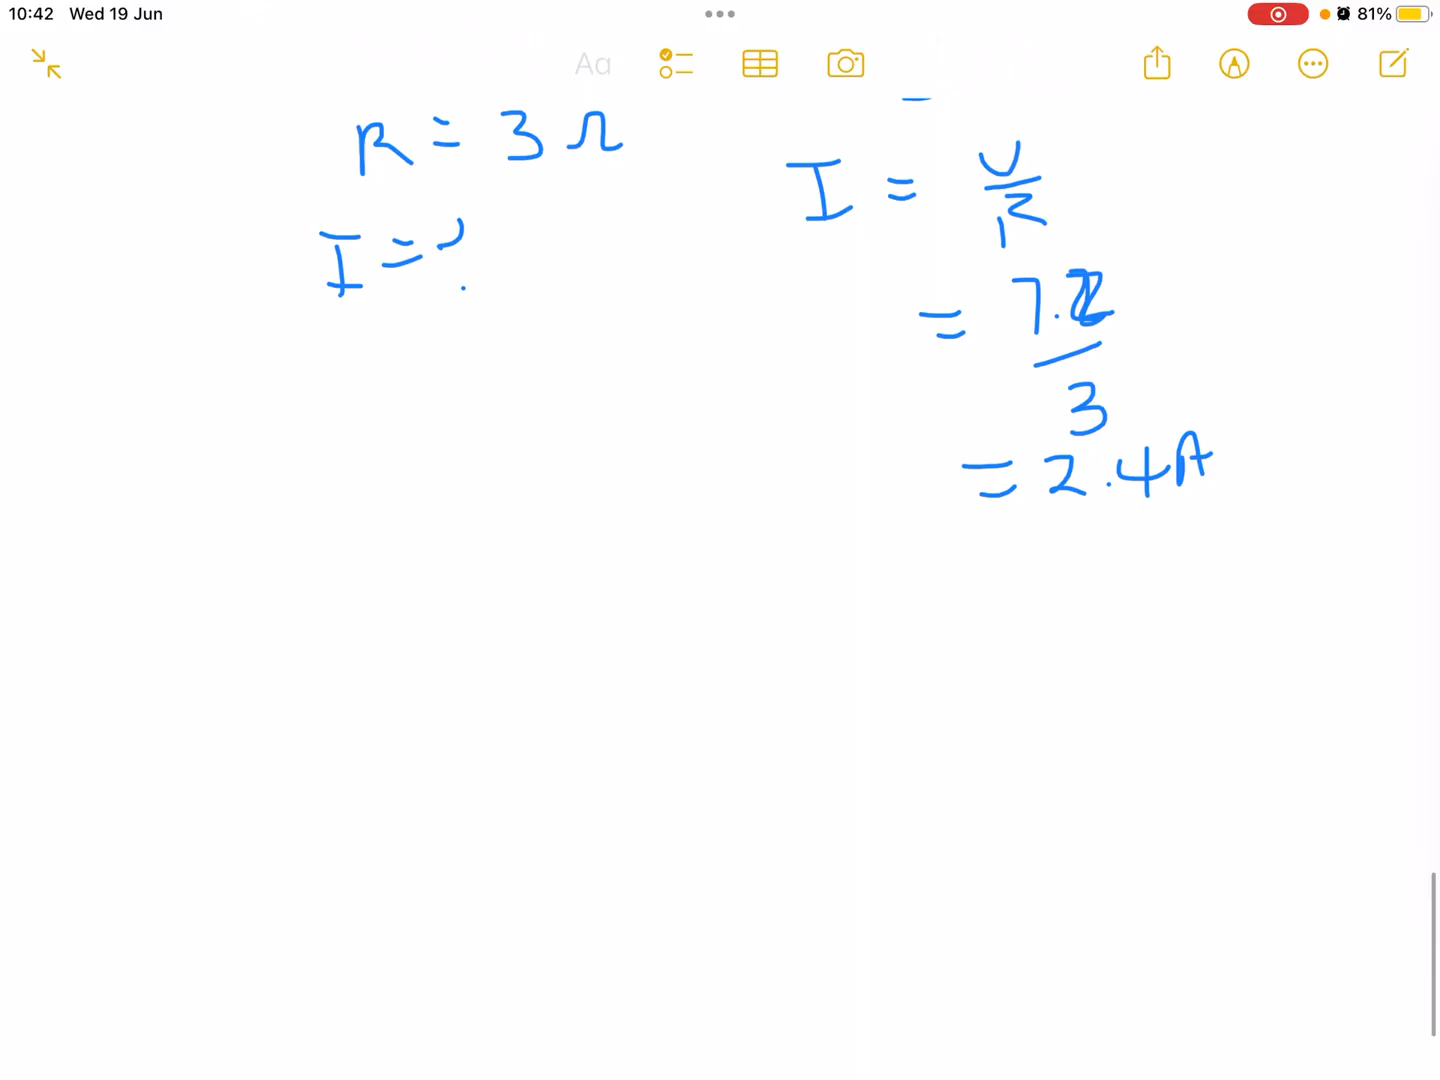 10:42 Wed 19 Jun
81%
Aa
R = 3 Ω
I = ?
I = V/R
= 7.2/3
= 2.4A